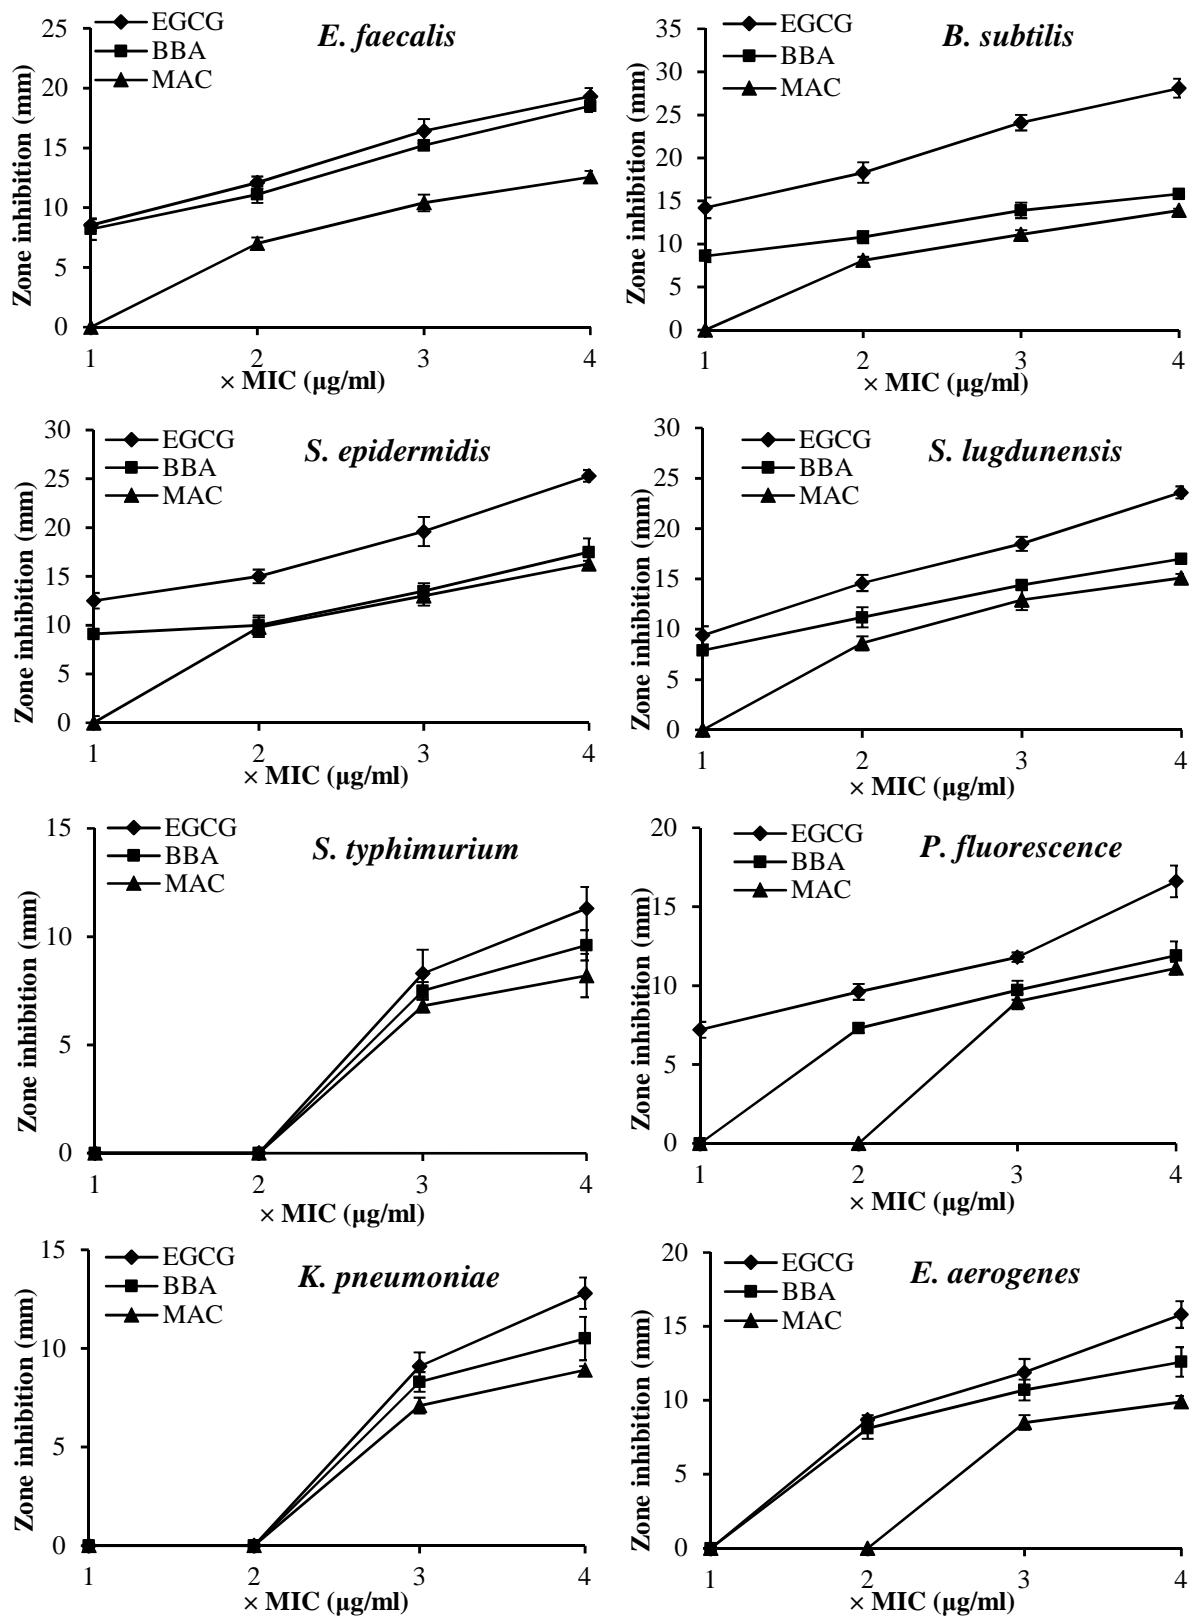 E. faecalis
EGCG
BBA
MAC
Zone inhibition (mm)
25
20
15
10
5
0
1 2 3 4
× MIC (µg/ml)
B. subtilis
EGCG
BBA
MAC
Zone inhibition (mm)
35
30
25
20
15
10
5
0
1 2 3 4
× MIC (µg/ml)
S. epidermidis
EGCG
BBA
MAC
Zone inhibition (mm)
30
25
20
15
10
5
0
1 2 3 4
× MIC (µg/ml)
S. lugdunensis
EGCG
BBA
MAC
Zone inhibition (mm)
30
25
20
15
10
5
0
1 2 3 4
× MIC (µg/ml)
S. typhimurium
EGCG
BBA
MAC
Zone inhibition (mm)
15
10
5
0
1 2 3 4
× MIC (µg/ml)
P. fluorescence
EGCG
BBA
MAC
Zone inhibition (mm)
20
15
10
5
0
1 2 3 4
× MIC (µg/ml)
K. pneumoniae
EGCG
BBA
MAC
Zone inhibition (mm)
15
10
5
0
1 2 3 4
× MIC (µg/ml)
E. aerogenes
EGCG
BBA
MAC
Zone inhibition (mm)
20
15
10
5
0
1 2 3 4
× MIC (µg/ml)